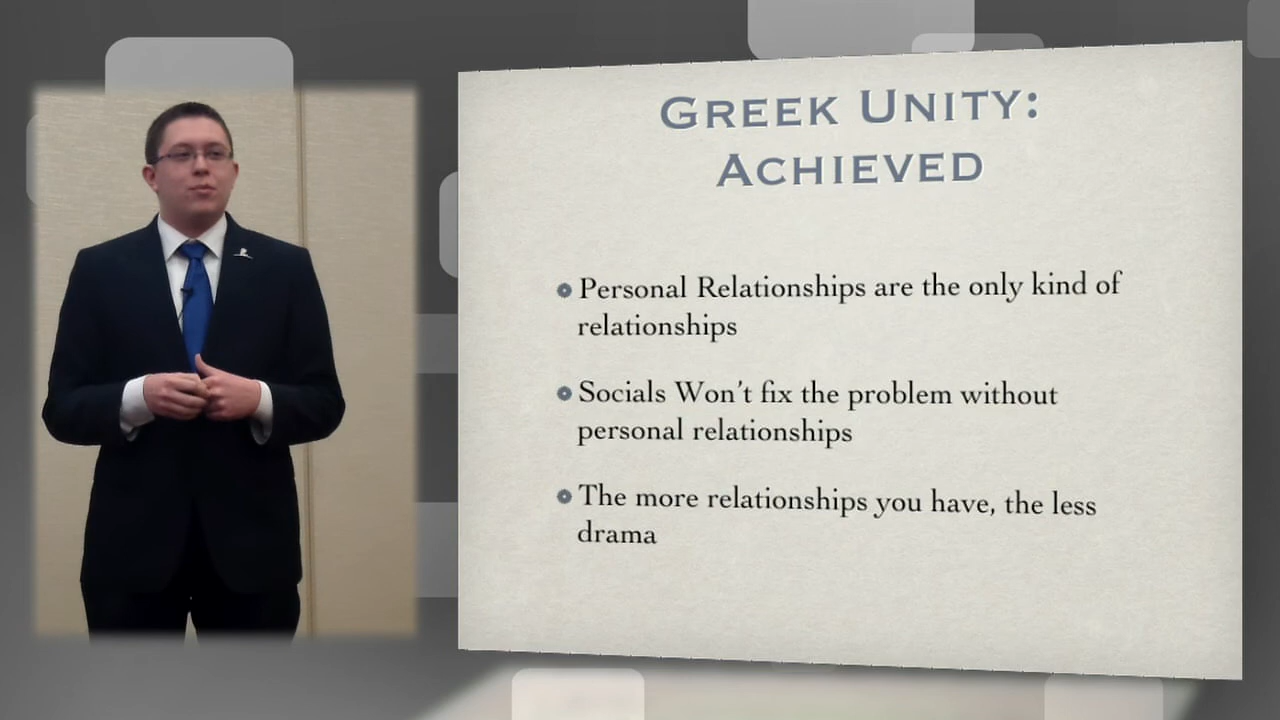 Greek Unity:
Achieved
Personal Relationships are the only kind of
relationships
Socials Won't fix the problem without
personal relationships
The more relationships you have, the less
drama